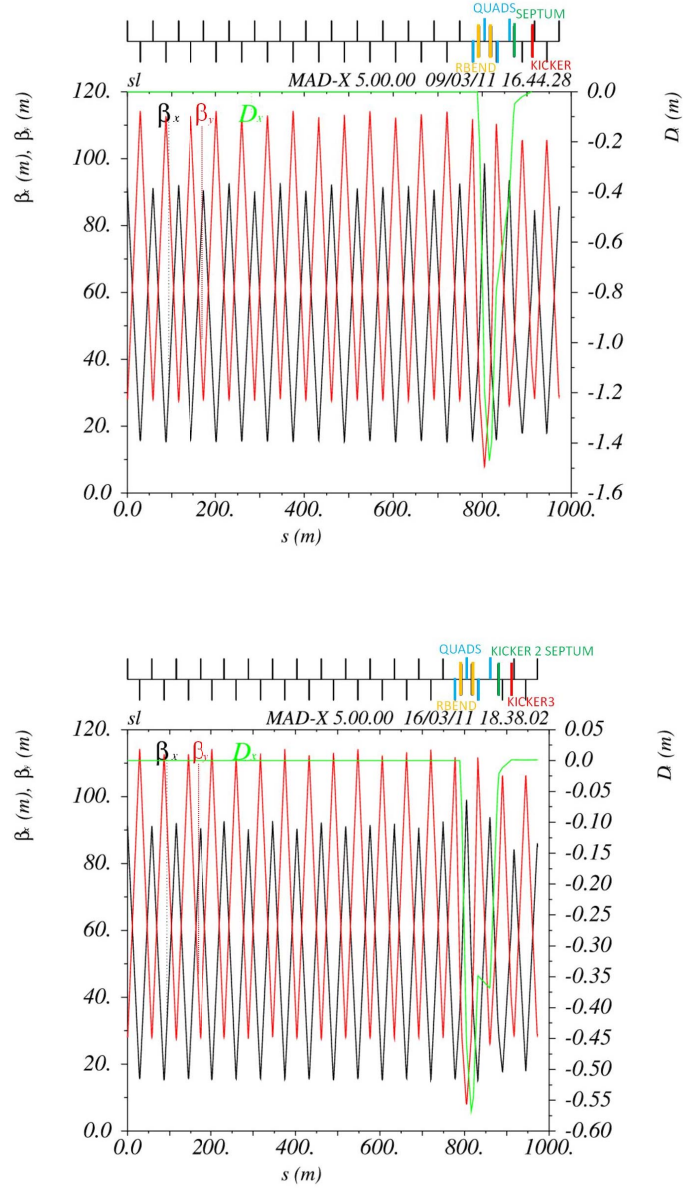 QUADS
SEPTUM
RBEND
KICKER
sl MAD-X 5.00.00 09/03/11 16.44.28
βx (m), βy (m)
Dx (m)
βx βy Dx
120.
100.
80.
60.
40.
20.
0.0
0.0
-0.2
-0.4
-0.6
-0.8
-1.0
-1.2
-1.4
-1.6
0.0 200. 400. 600. 800. 1000.
s (m)
QUADS KICKER 2 SEPTUM
RBEND KICKER3
sl MAD-X 5.00.00 16/03/11 18.38.02
βx (m), βy (m)
Dx (m)
βx βy Dx
120.
100.
80.
60.
40.
20.
0.0
0.05
0.0
-0.05
-0.10
-0.15
-0.20
-0.25
-0.30
-0.35
-0.40
-0.45
-0.50
-0.55
-0.60
0.0 200. 400. 600. 800. 1000.
s (m)